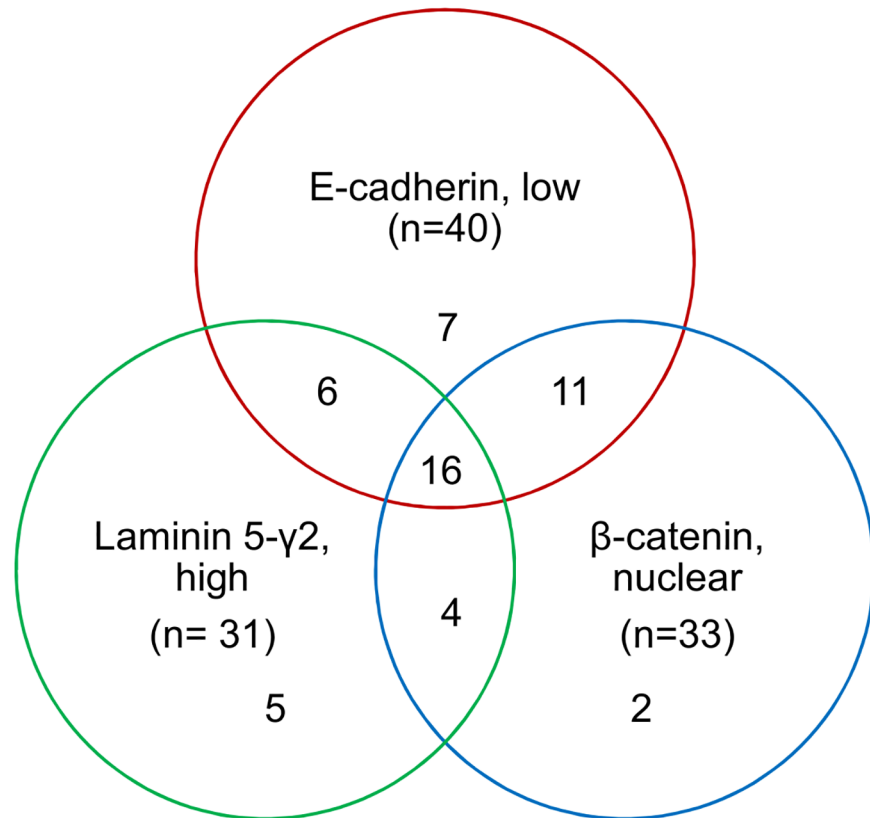 E-cadherin, low
(n=40)
7
6
11
16
Laminin 5-γ2,
high
(n= 31)
β-catenin,
nuclear
(n=33)
4
5
2